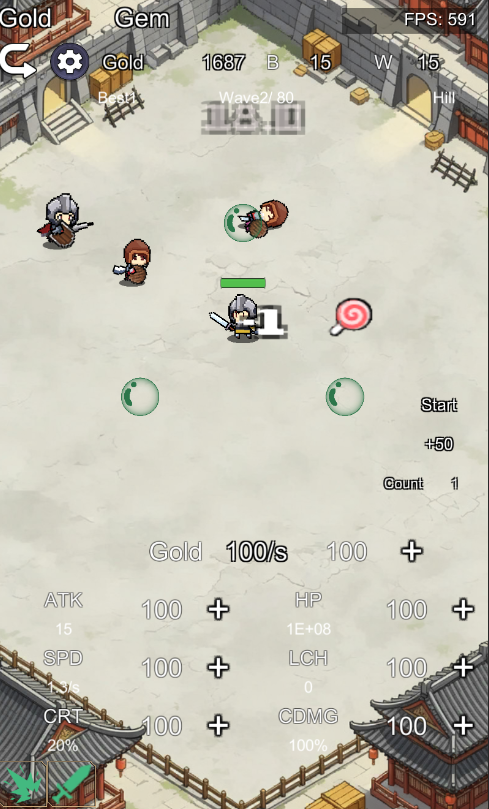 Gold Gem FPS: 591
Gold 1687 B 15 W 15
Best1 Wave2/ 80 Hill
1
Start
+50
Count 1
Gold 100/s 100 +
ATK 100 + HP 100 +
15 1E+08
SPD 100 + LCH 100 +
1.3/s 0
CRT 100 + CDMG 100 +
20% 100%